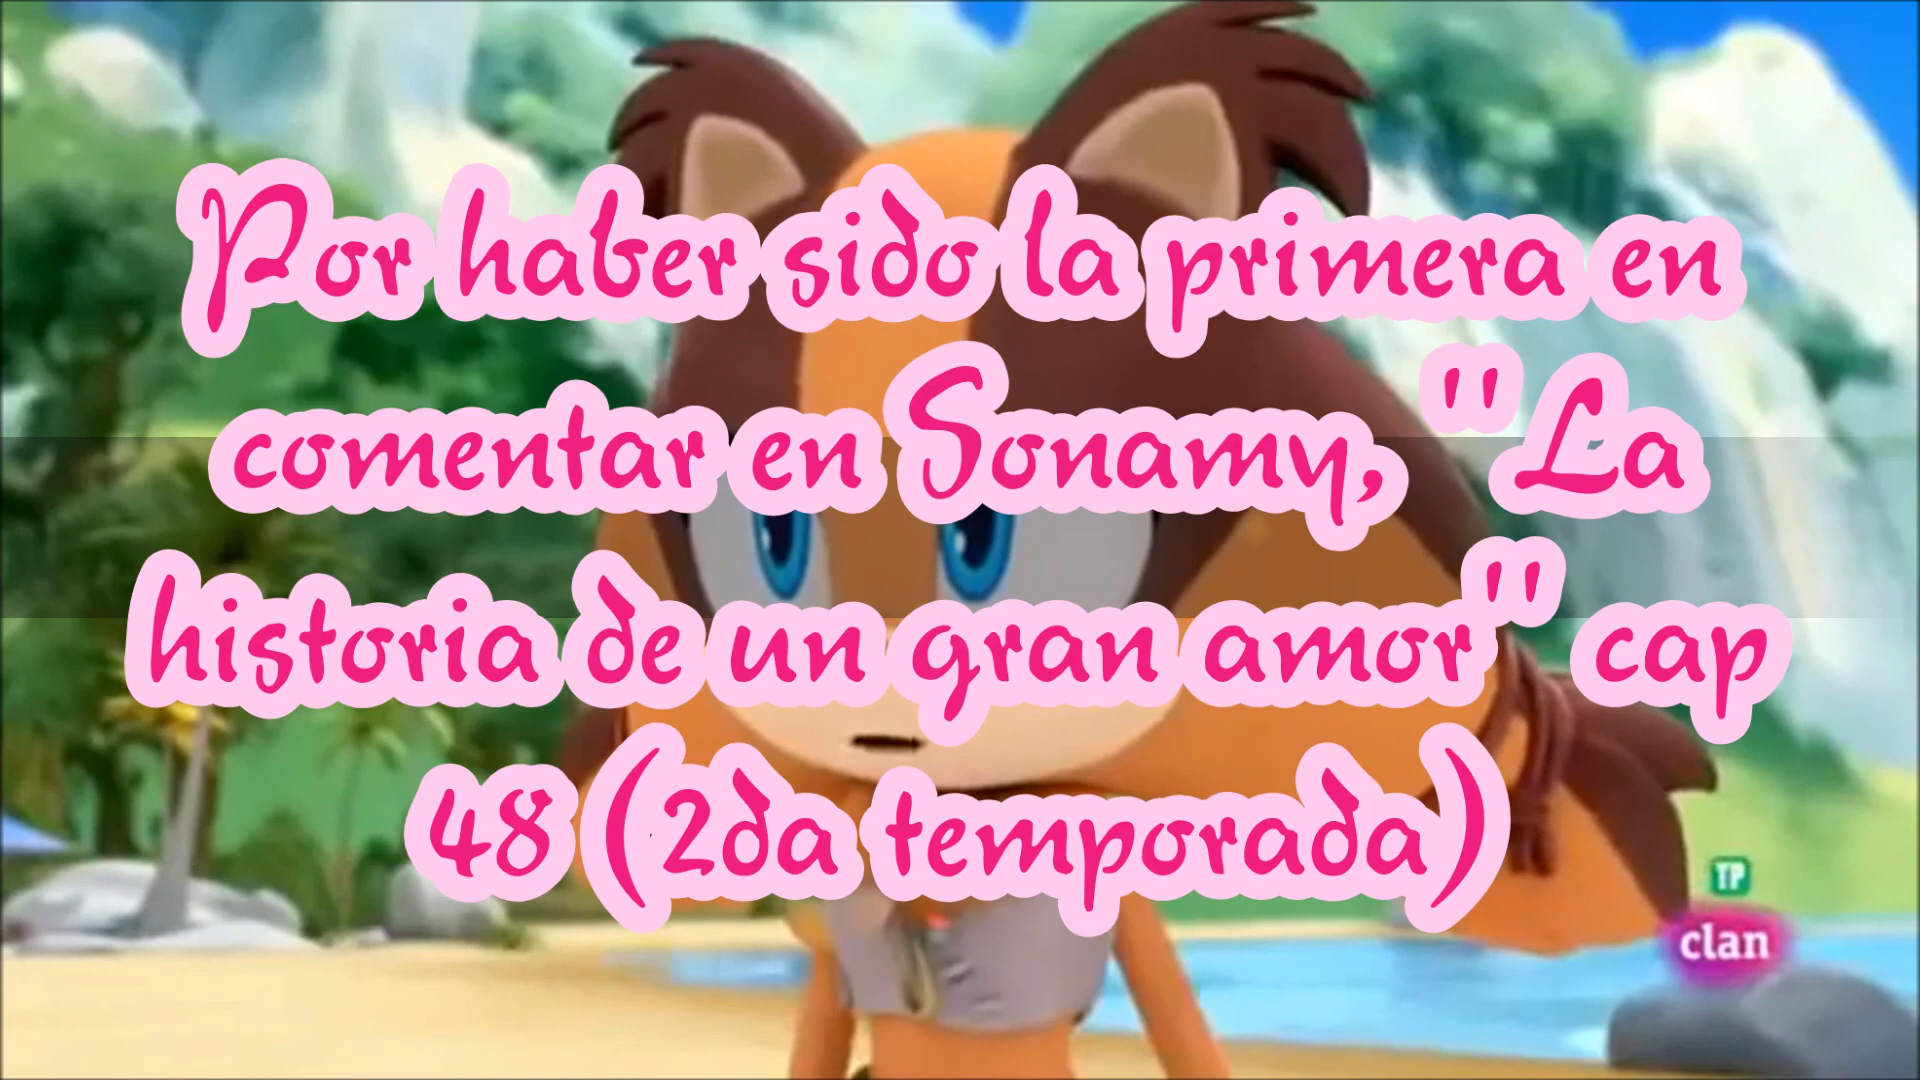 Por haber sido la primera en
comentar en Sonamy, "La
historia de un gran amor" cap
48 (2da temporada)
TP
clan